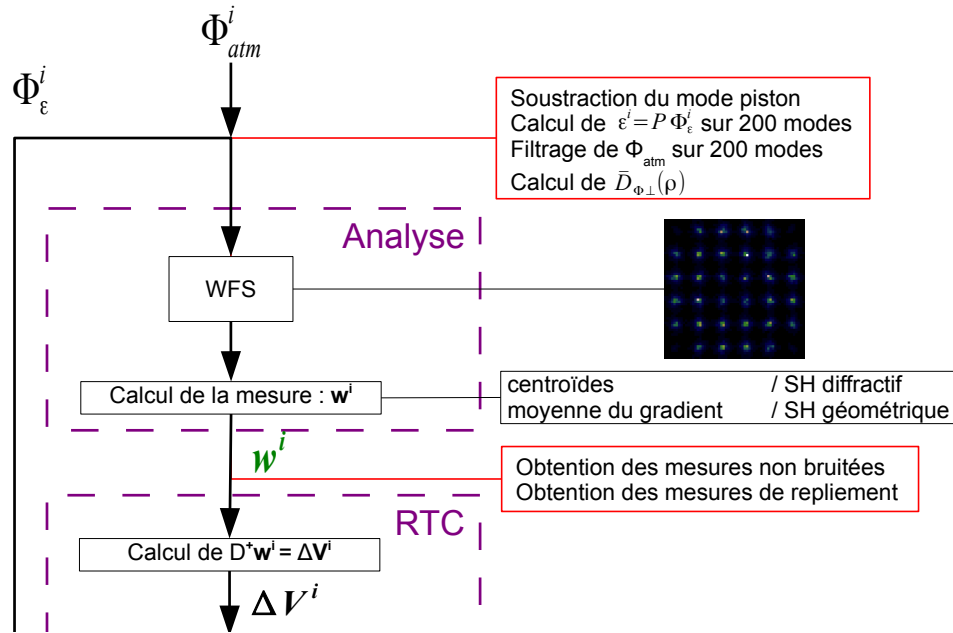 Φ^i_atm
Φ^i_ε
Soustraction du mode piston
Calcul de ε^i = P Φ^i_ε sur 200 modes
Filtrage de Φ_atm sur 200 modes
Calcul de D̄_Φ⊥(ρ)
Analyse
WFS
Calcul de la mesure : w^i
centroïdes / SH diffractif
moyenne du gradient / SH géométrique
w^i
Obtention des mesures non bruitées
Obtention des mesures de repliement
RTC
Calcul de D⁺w^i = ΔV^i
Δ V^i